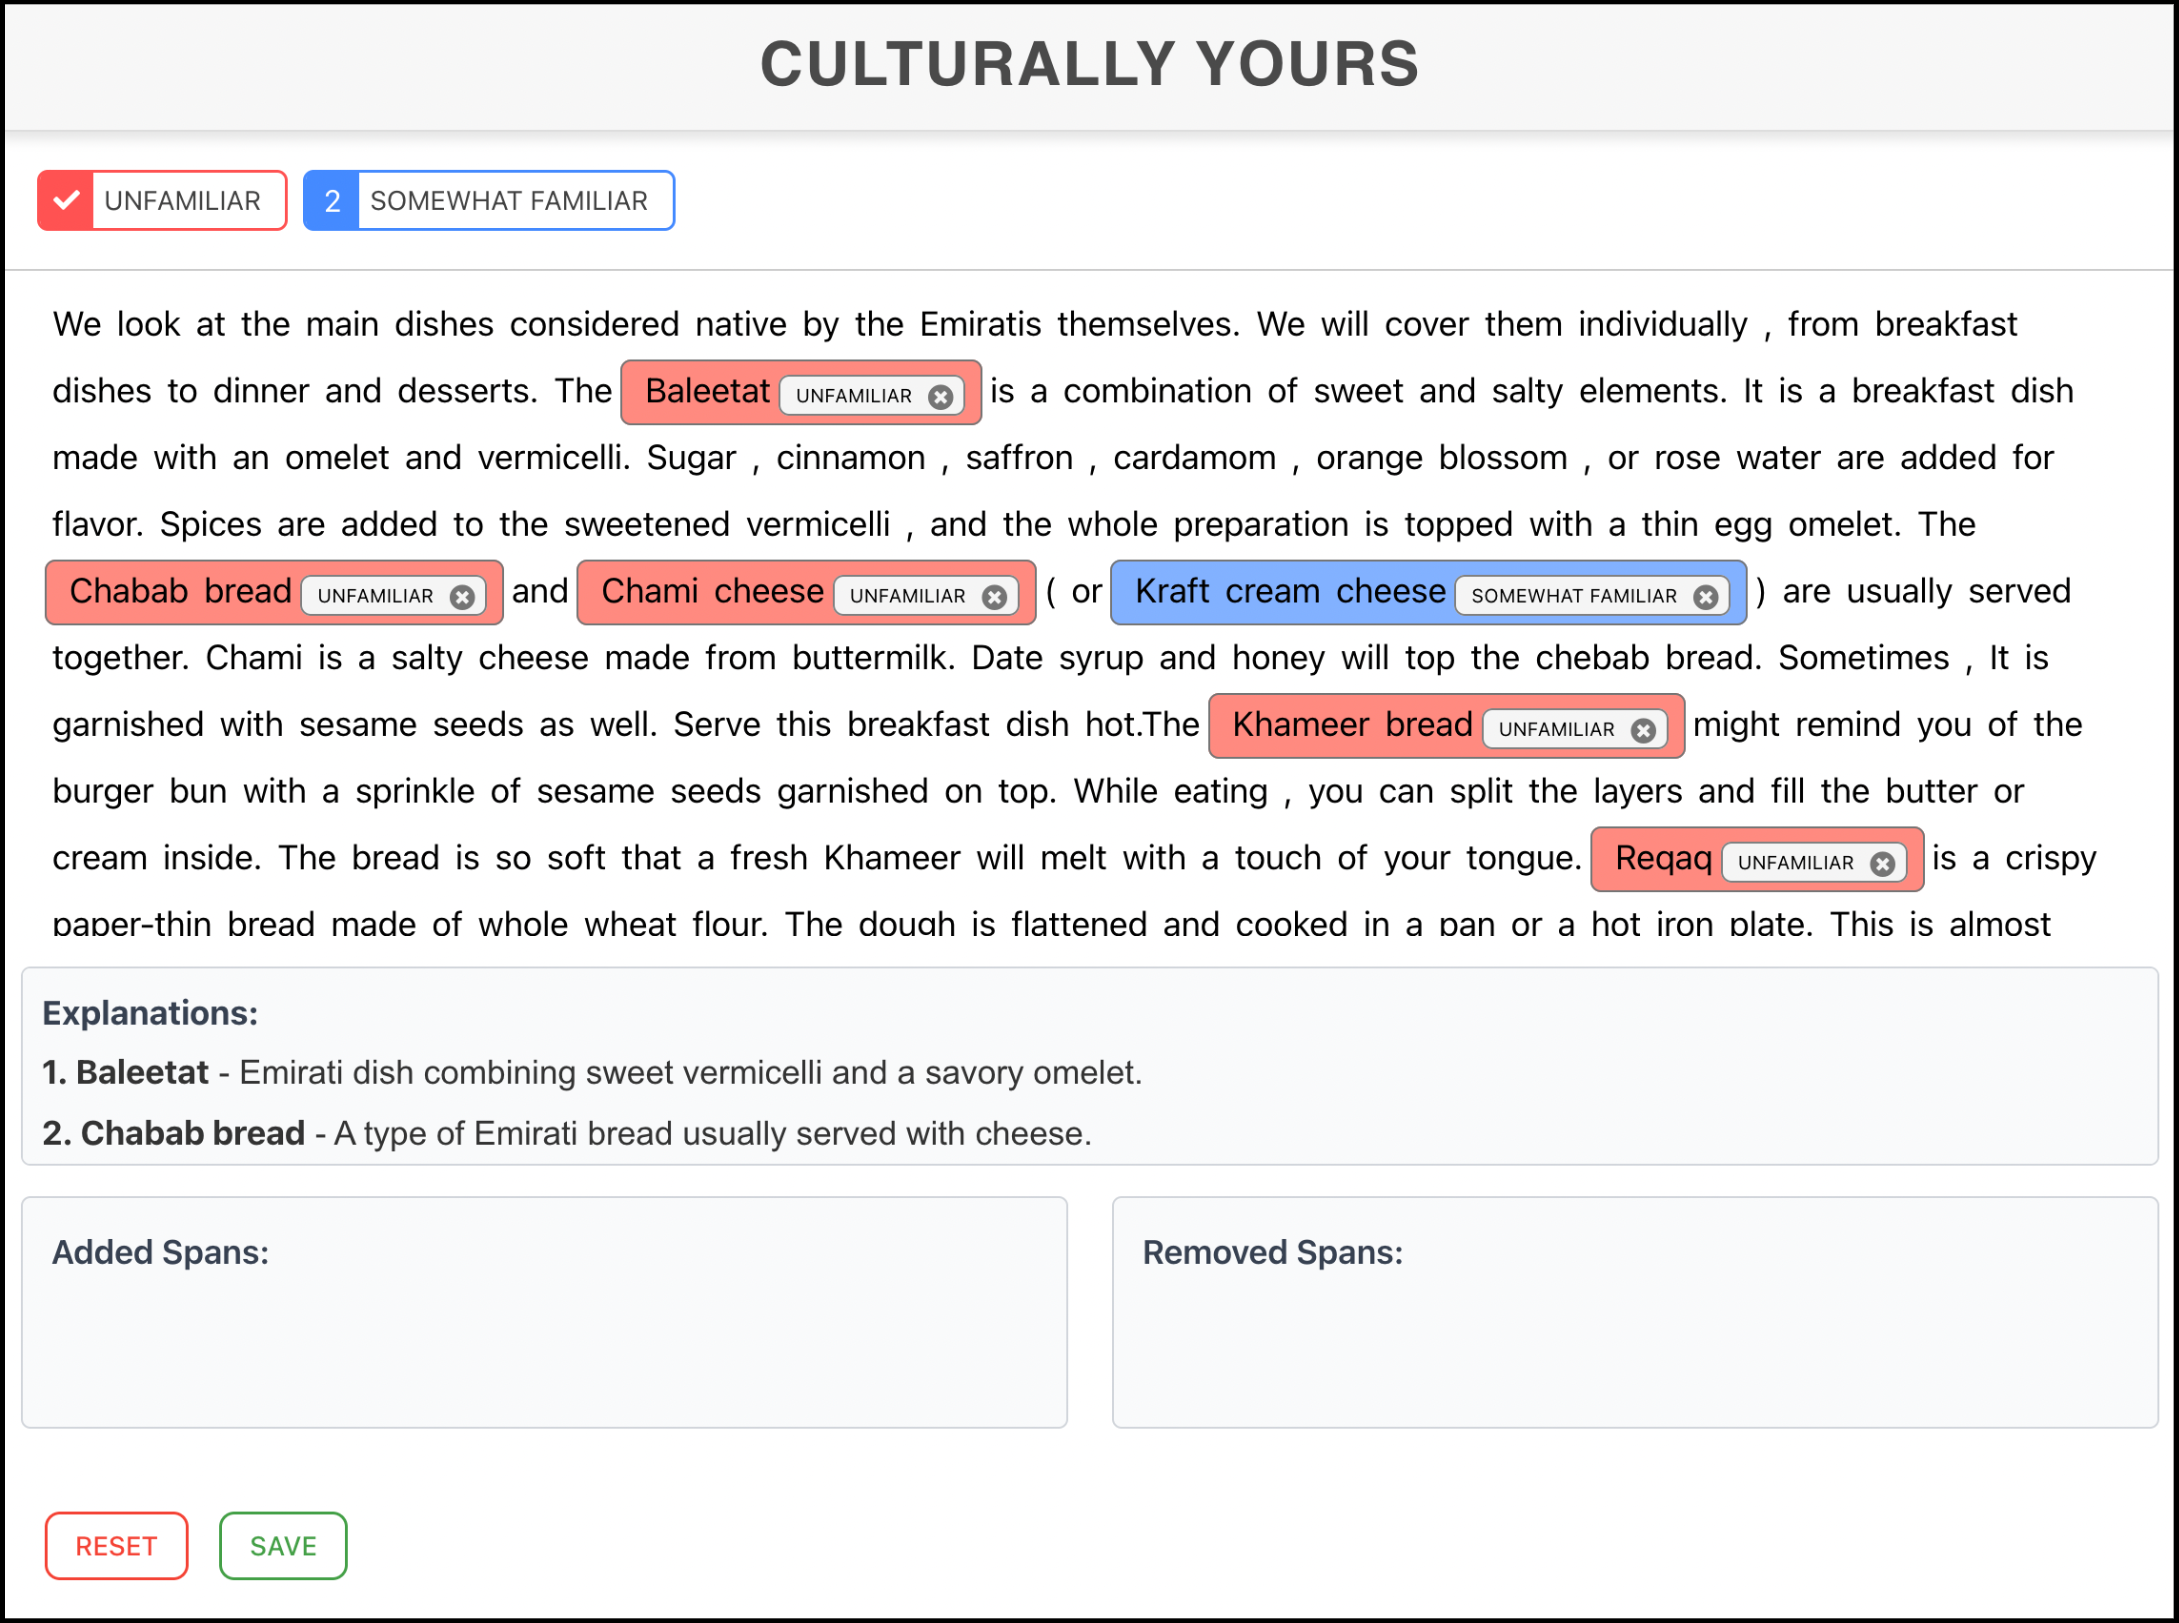 CULTURALLY YOURS
UNFAMILIAR 2 SOMEWHAT FAMILIAR
We look at the main dishes considered native by the Emiratis themselves. We will cover them individually , from breakfast
dishes to dinner and desserts. The Baleetat UNFAMILIAR is a combination of sweet and salty elements. It is a breakfast dish
made with an omelet and vermicelli. Sugar , cinnamon , saffron , cardamom , orange blossom , or rose water are added for
flavor. Spices are added to the sweetened vermicelli , and the whole preparation is topped with a thin egg omelet. The
Chabab bread UNFAMILIAR and Chami cheese UNFAMILIAR ( or Kraft cream cheese SOMEWHAT FAMILIAR ) are usually served
together. Chami is a salty cheese made from buttermilk. Date syrup and honey will top the chebab bread. Sometimes , It is
garnished with sesame seeds as well. Serve this breakfast dish hot.The Khameer bread UNFAMILIAR might remind you of the
burger bun with a sprinkle of sesame seeds garnished on top. While eating , you can split the layers and fill the butter or
cream inside. The bread is so soft that a fresh Khameer will melt with a touch of your tongue. Reqaq UNFAMILIAR is a crispy
paper-thin bread made of whole wheat flour. The dough is flattened and cooked in a pan or a hot iron plate. This is almost
Explanations:
1. Baleetat - Emirati dish combining sweet vermicelli and a savory omelet.
2. Chabab bread - A type of Emirati bread usually served with cheese.
Added Spans:
Removed Spans:
RESET SAVE